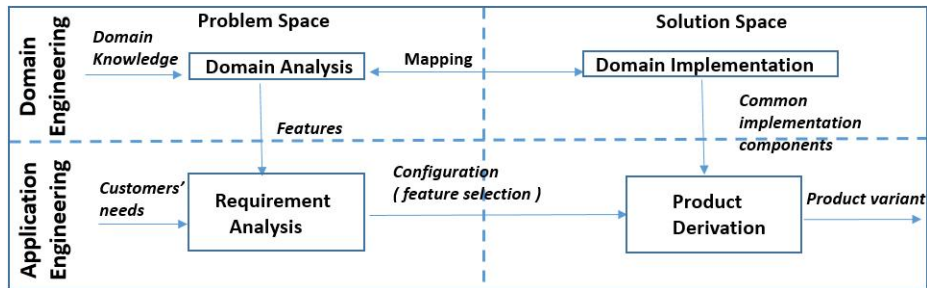 Problem Space
Solution Space
Domain
Engineering
Domain
Knowledge
Domain Analysis
Mapping
Domain Implementation
Features
Common
implementation
components
Application
Engineering
Customers’
needs
Requirement
Analysis
Configuration
( feature selection )
Product
Derivation
Product variant